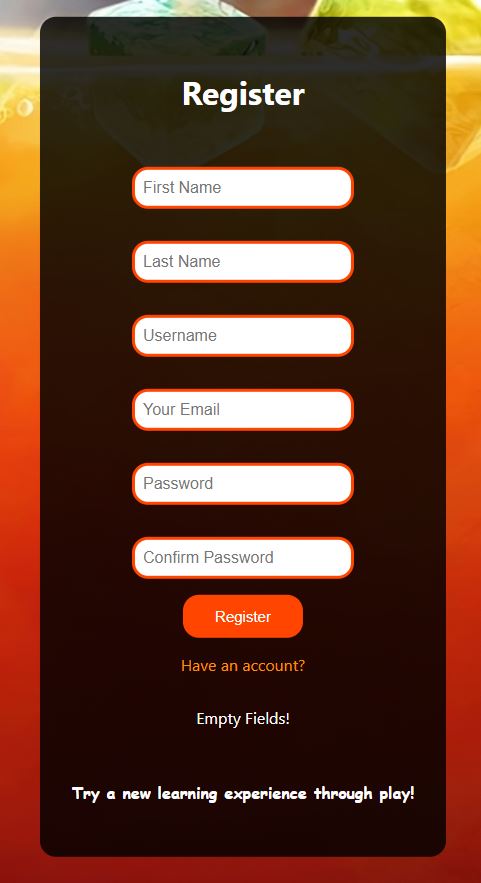 Register
First Name
Last Name
Username
Your Email
Password
Confirm Password
Register
Have an account?
Empty Fields!
Try a new learning experience through play!